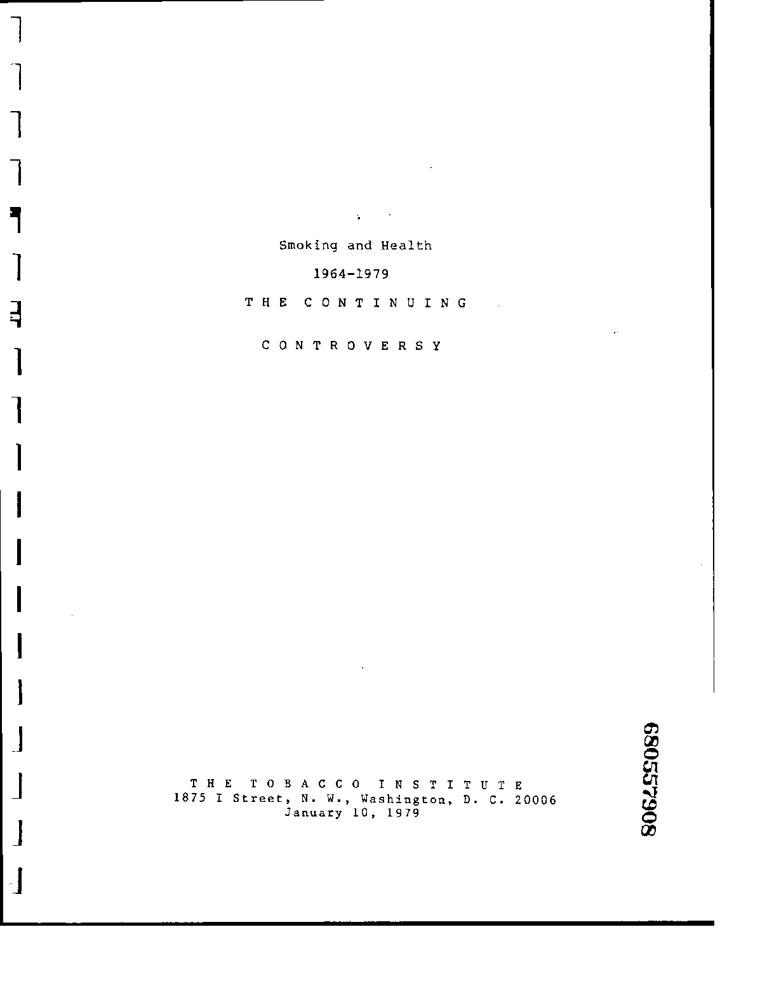 Smoking and Health
1964-1979
THE CONTINUING
CONTROVERSY
THE TOBACCO INSTITUTE
1875 I Street, N. W., Washington, D. C. 20006
January 10, 1979
680557908